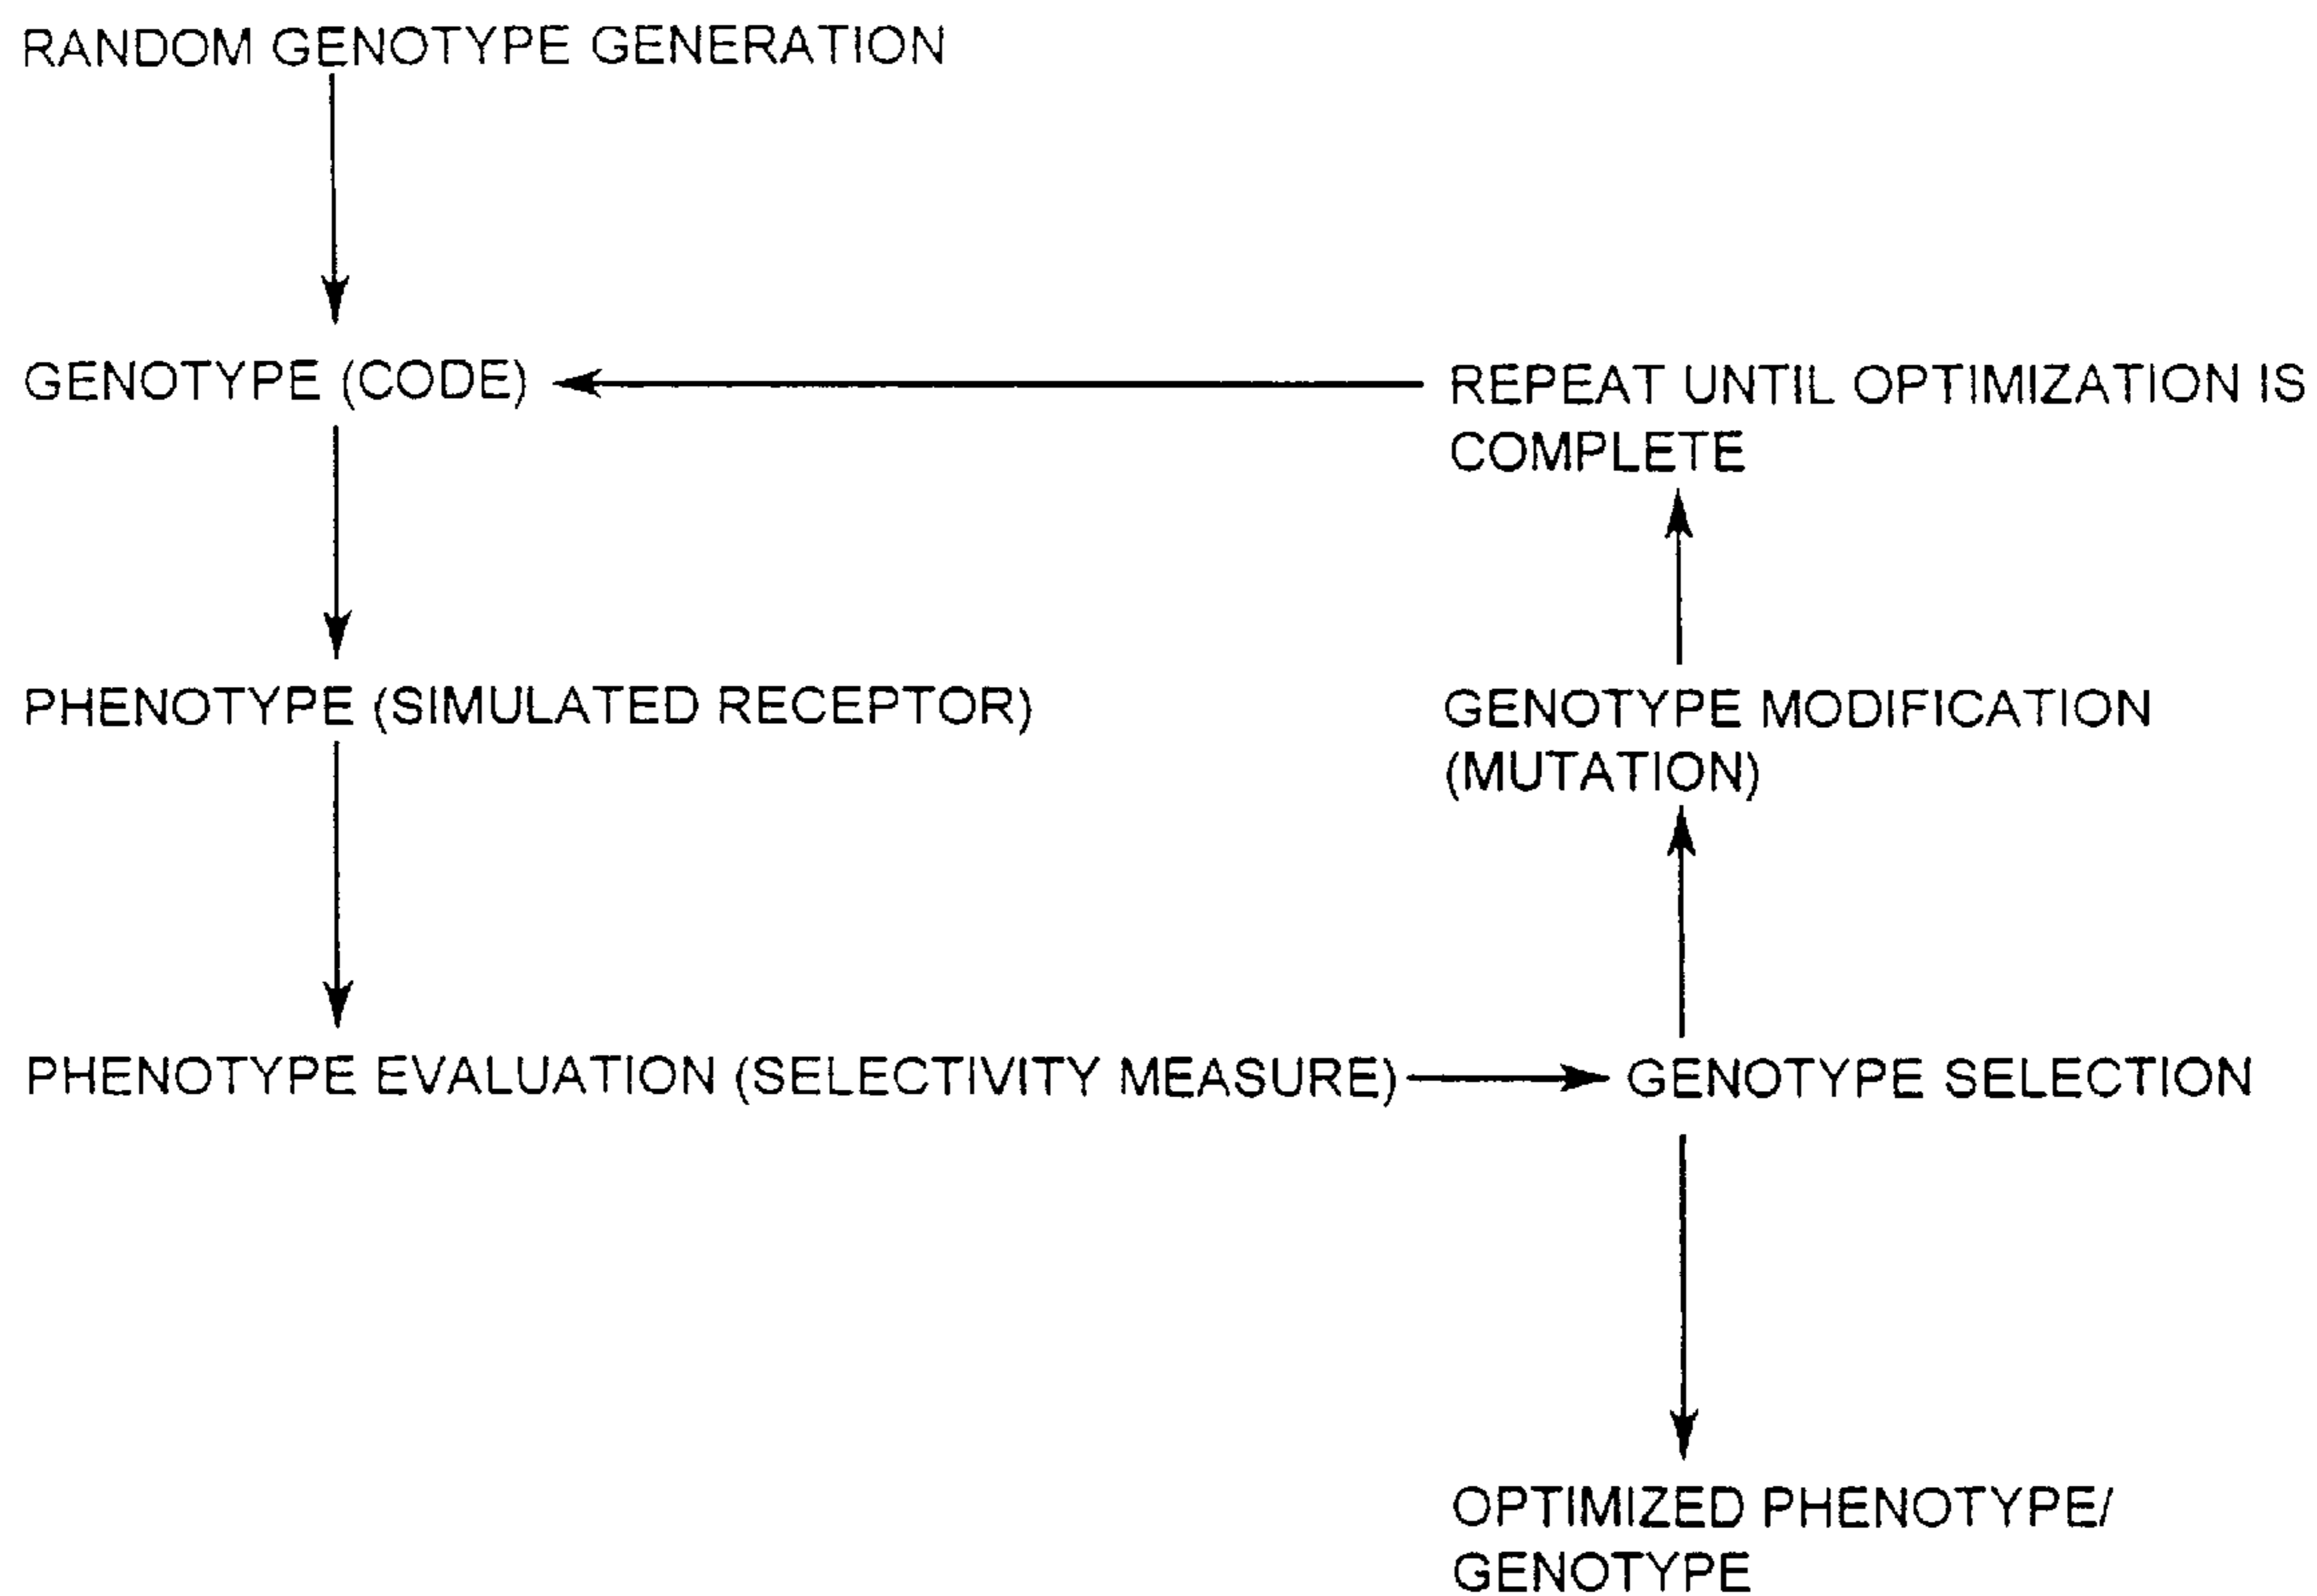 RANDOM GENOTYPE GENERATION
GENOTYPE (CODE)
REPEAT UNTIL OPTIMIZATION IS
COMPLETE
PHENOTYPE (SIMULATED RECEPTOR)
GENOTYPE MODIFICATION
(MUTATION)
PHENOTYPE EVALUATION (SELECTIVITY MEASURE)
GENOTYPE SELECTION
OPTIMIZED PHENOTYPE/
GENOTYPE